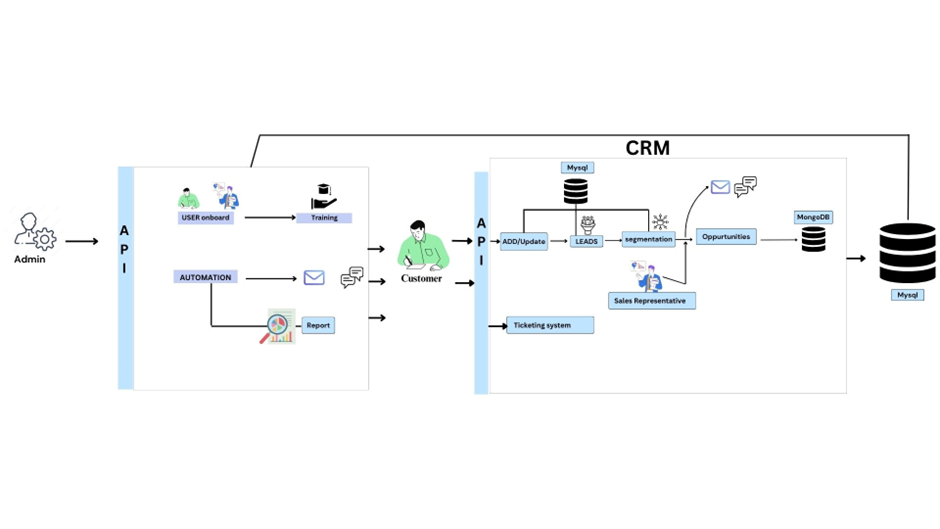 CRM
Mysql
A
P
I
USER onboard
Training
Admin
AUTOMATION
Report
Customer
A
P
I
ADD/Update
LEADS
segmentation
Oppurtunities
MongoDB
Sales Representative
Ticketing system
Mysql